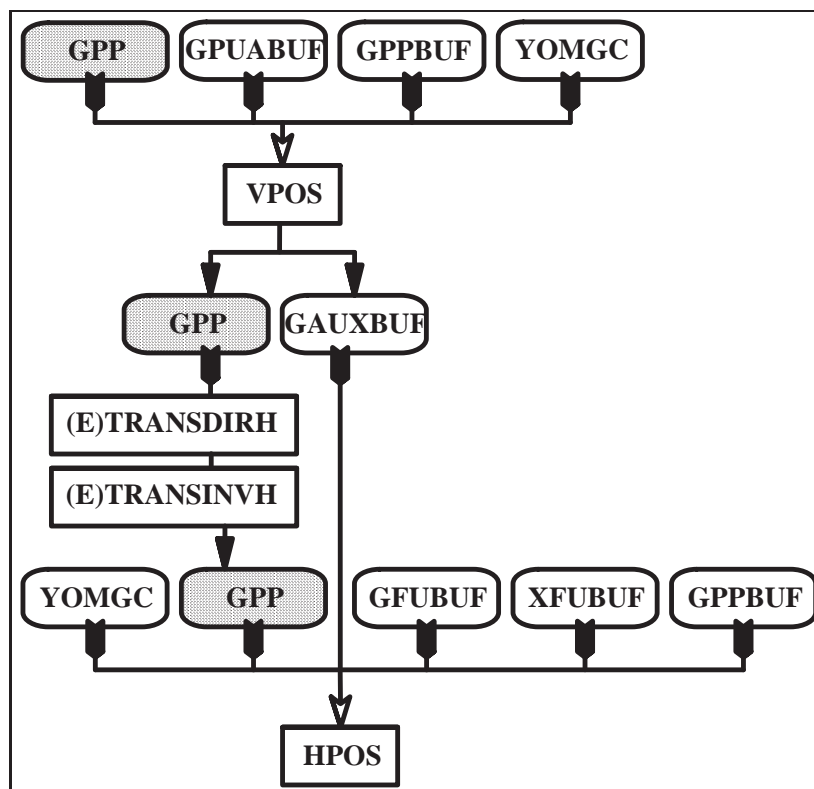 GPP GPUABUF GPPBUF YOMGC
VPOS
GPP GAUXBUF
(E)TRANSDIRH
(E)TRANSINVH
YOMGC GPP GFUBUF XFUBUF GPPBUF
HPOS